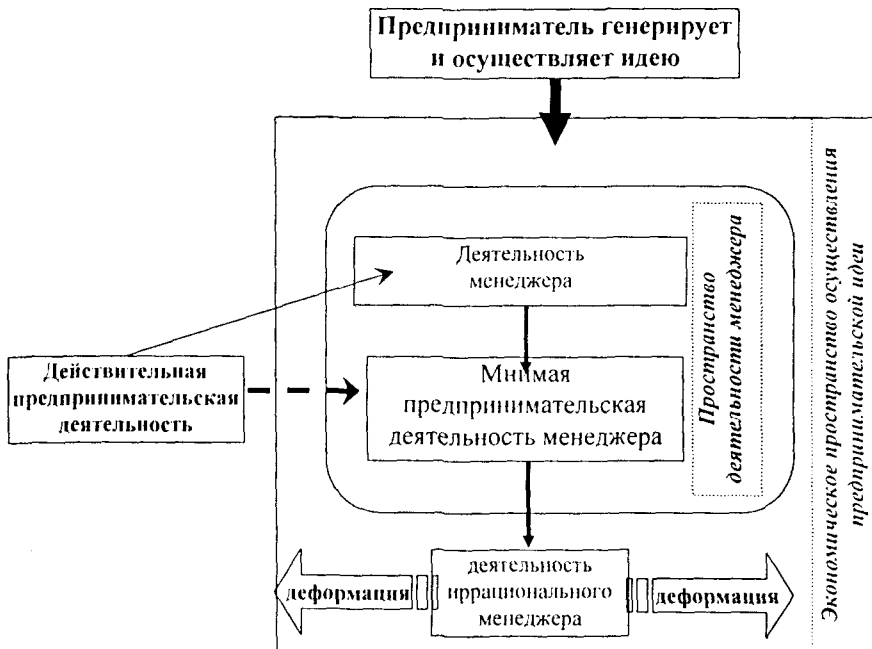 Предприниматель генерирует
и осуществляет идею
Деятельность
менеджера
Действительная
предпринимательская
деятельность
Мнимая
предпринимательская
деятельность менеджера
Пространство
деятельности менеджера
Экономическое пространство осуществления
предпринимательской идеи
деформация
деятельность
иррационального
менеджера
деформация